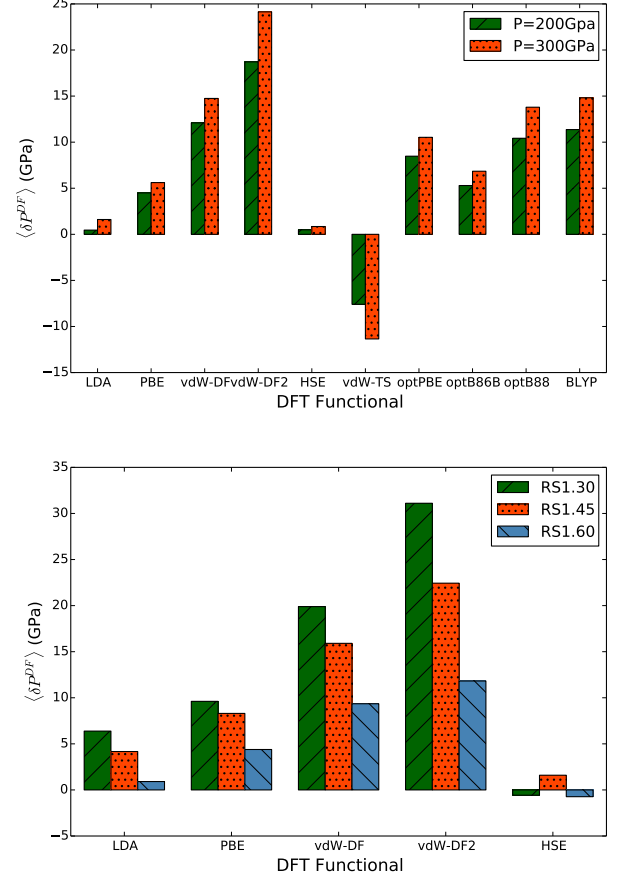 25
20
15
10
5
0
−5
−10
−15
⟨δP^{DF}⟩ (GPa)
P=200Gpa
P=300GPa
LDA PBE vdW-DF vdW-DF2 HSE vdW-TS optPBE optB86B optB88 BLYP
DFT Functional
35
30
25
20
15
10
5
0
−5
⟨δP^{DF}⟩ (GPa)
RS1.30
RS1.45
RS1.60
LDA PBE vdW-DF vdW-DF2 HSE
DFT Functional